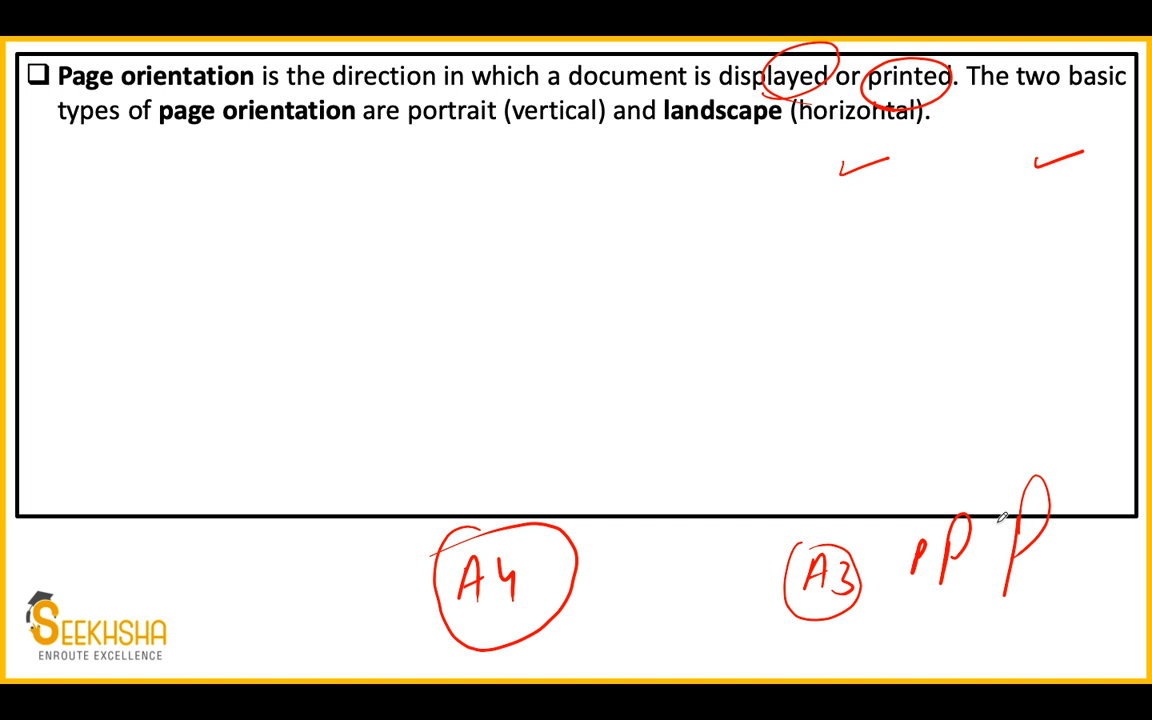 Page orientation is the direction in which a document is displayed or printed. The two basic
types of page orientation are portrait (vertical) and landscape (horizontal).
A4
A3
P P P
SEEKHSHA
ENROUTE EXCELLENCE